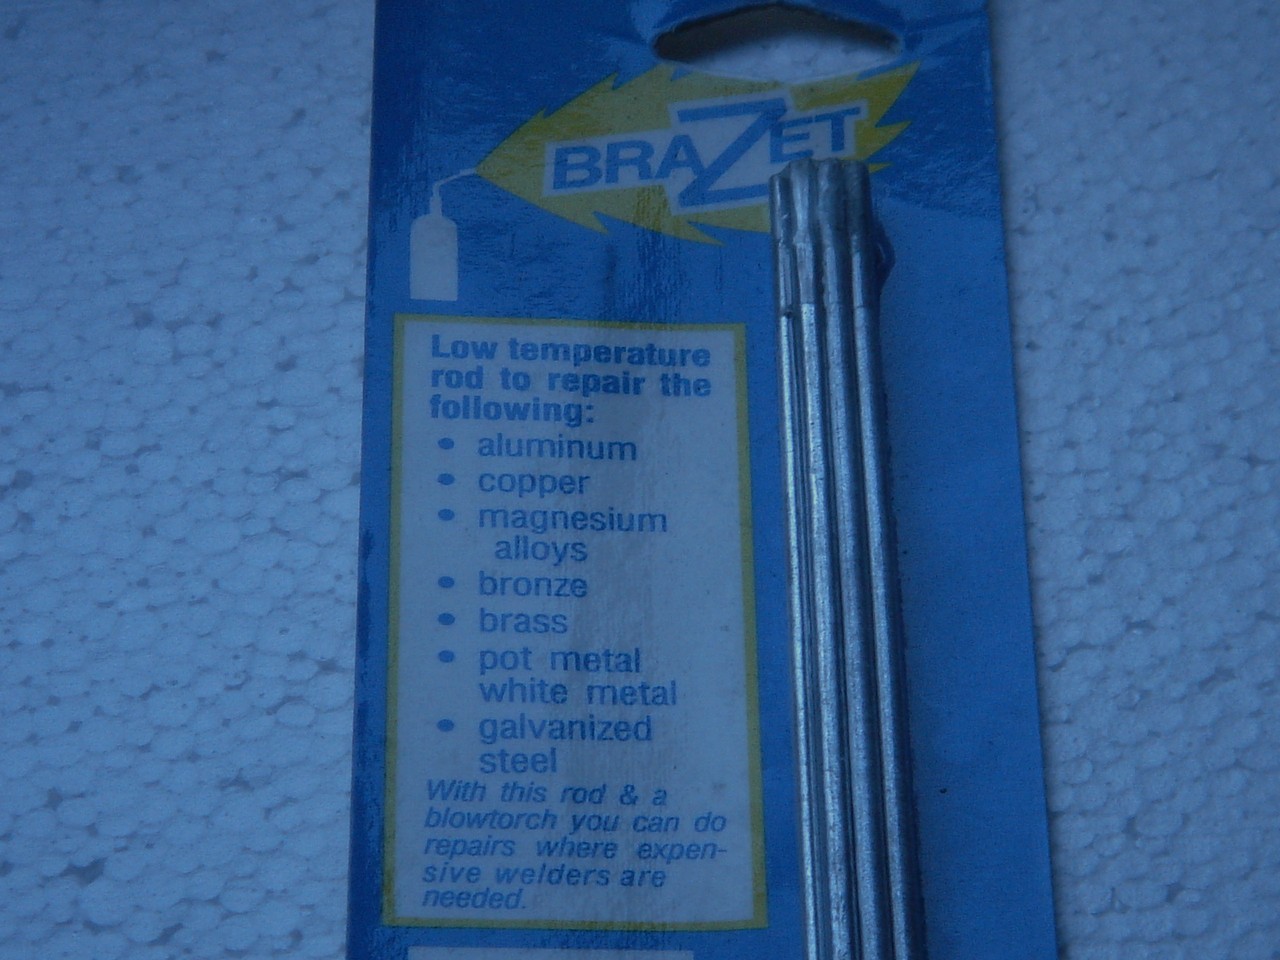 BRAZET
Low temperature
rod to repair the
following:
• aluminum
• copper
• magnesium
alloys
• bronze
• brass
• pot metal
white metal
• galvanized
steel
With this rod & a
blowtorch you can do
repairs where expen-
sive welders are
needed.